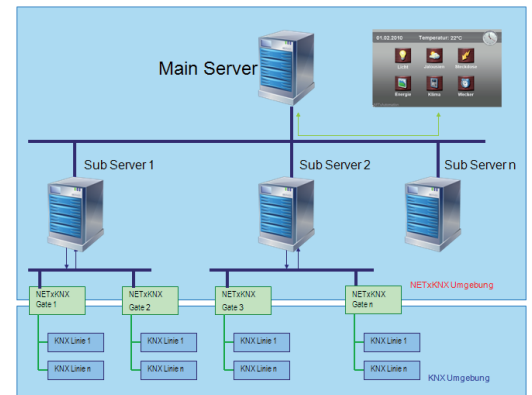 01.02.2010 Temperatur: 22°C
Main Server
Licht Jalousien
Energie Klima Wecker
Sub Server 1 Sub Server 2 Sub Server n
NETxKNX Umgebung
NETxKNX
Gate 1
NETxKNX
Gate 2
NETxKNX
Gate 3
NETxKNX
Gate n
KNX Linie 1 KNX Linie 1 KNX Linie 1 KNX Linie 1
KNX Linie n KNX Linie n KNX Linie n KNX Linie n
KNX Umgebung